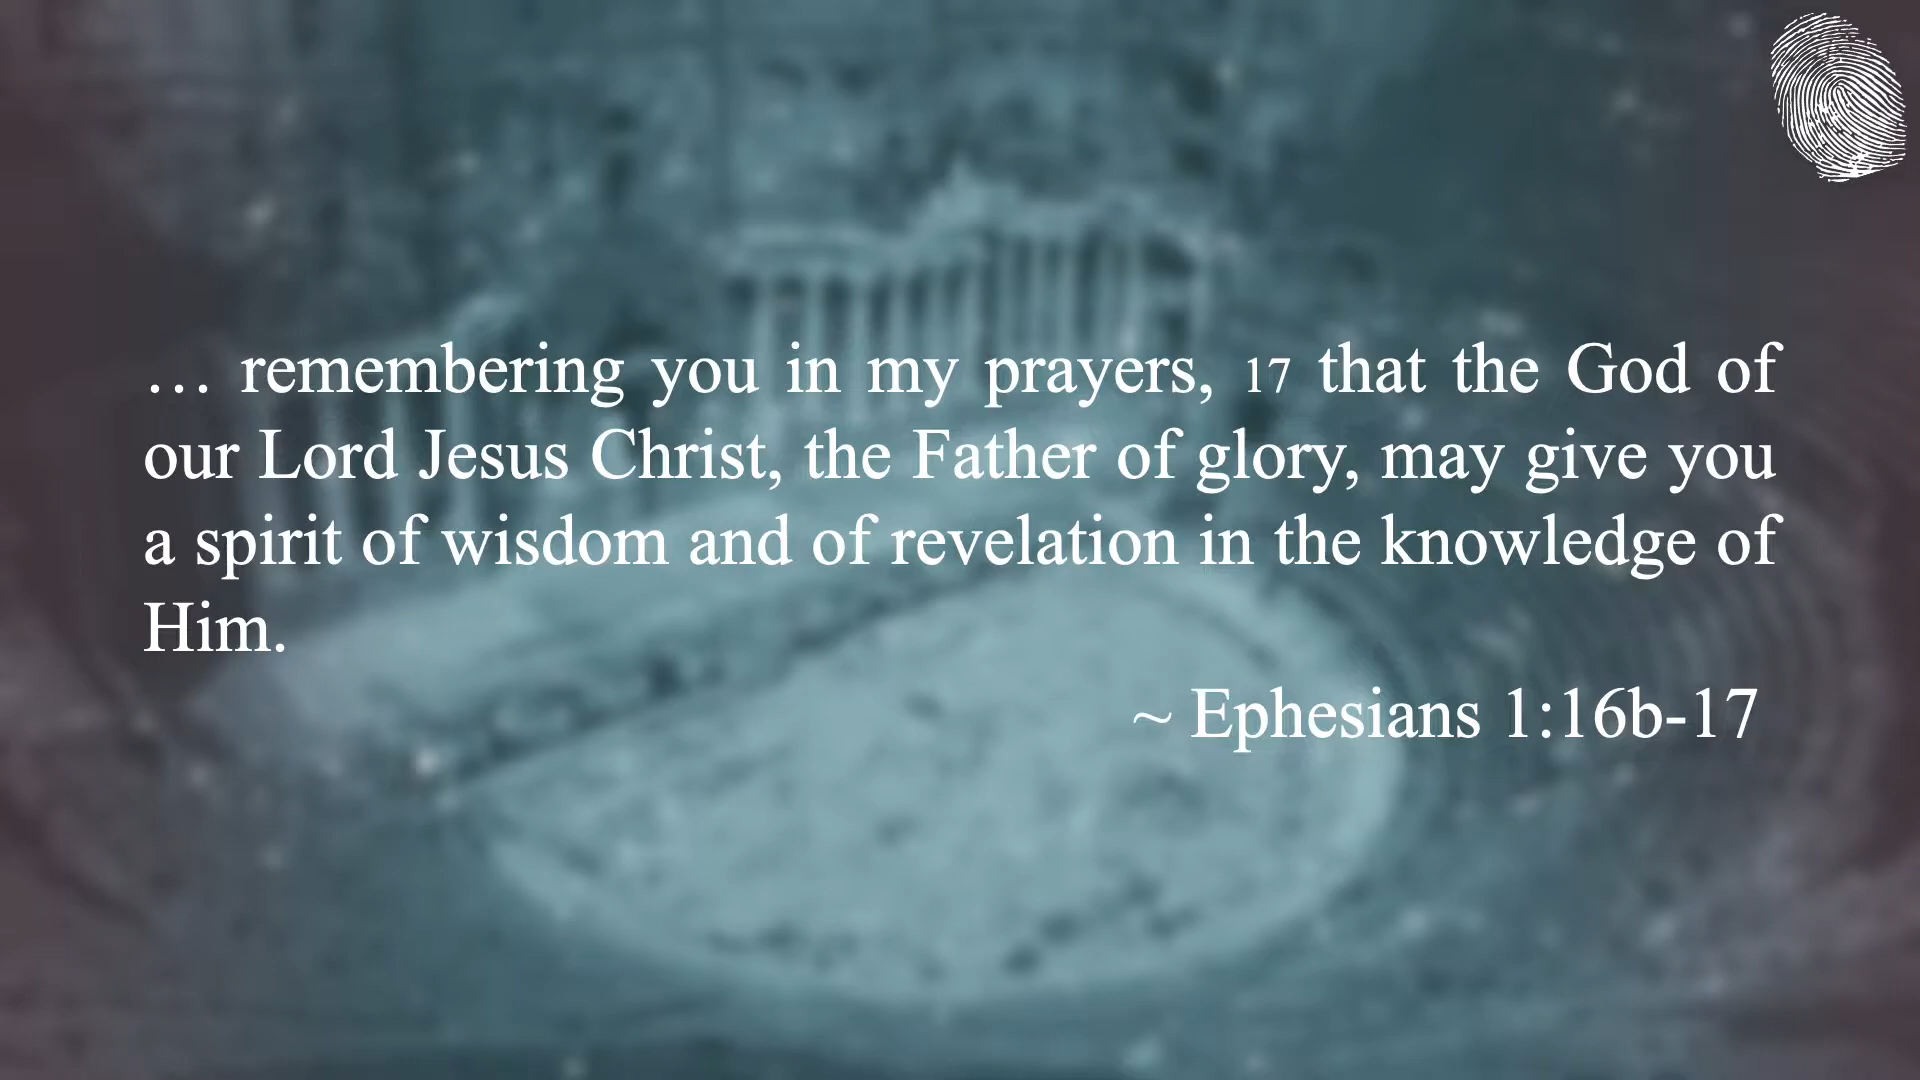 … remembering you in my prayers, 17 that the God of
our Lord Jesus Christ, the Father of glory, may give you
a spirit of wisdom and of revelation in the knowledge of
Him.
~ Ephesians 1:16b-17